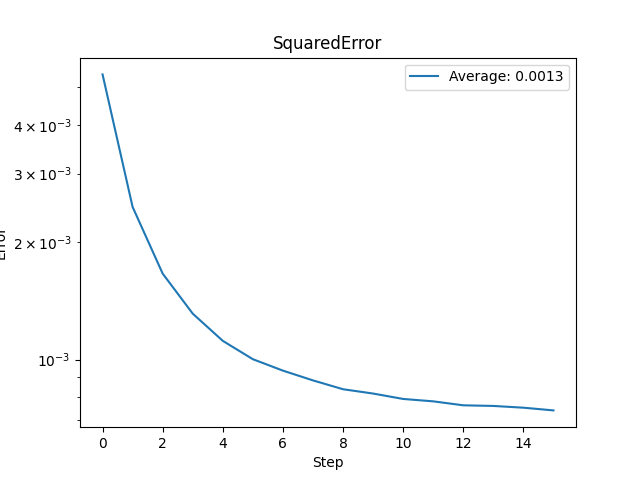 SquaredError
Average: 0.0013
4 × 10⁻³
3 × 10⁻³
2 × 10⁻³
10⁻³
Error
0 2 4 6 8 10 12 14
Step